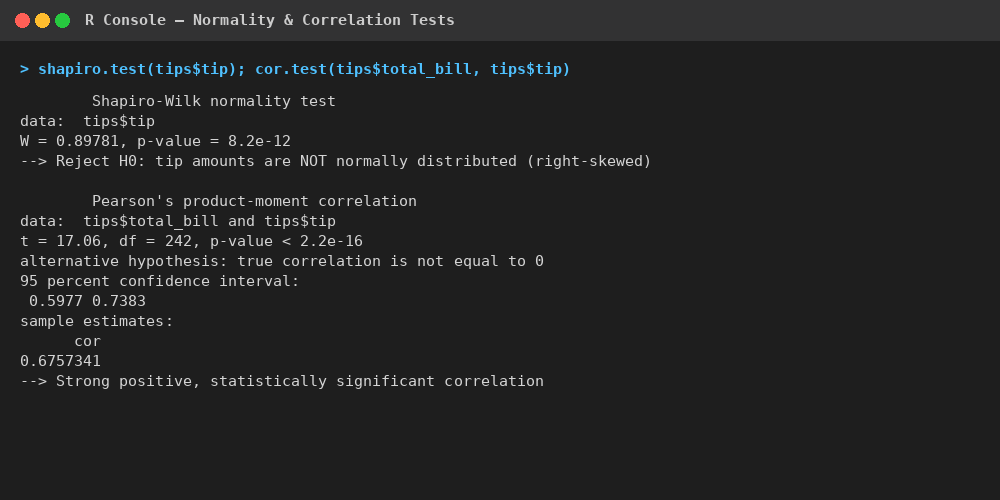 R Console — Normality & Correlation Tests
> shapiro.test(tips$tip); cor.test(tips$total_bill, tips$tip)
Shapiro-Wilk normality test
data:  tips$tip
W = 0.89781, p-value = 8.2e-12
--> Reject H0: tip amounts are NOT normally distributed (right-skewed)
Pearson's product-moment correlation
data:  tips$total_bill and tips$tip
t = 17.06, df = 242, p-value < 2.2e-16
alternative hypothesis: true correlation is not equal to 0
95 percent confidence interval:
0.5977 0.7383
sample estimates:
cor
0.6757341
--> Strong positive, statistically significant correlation